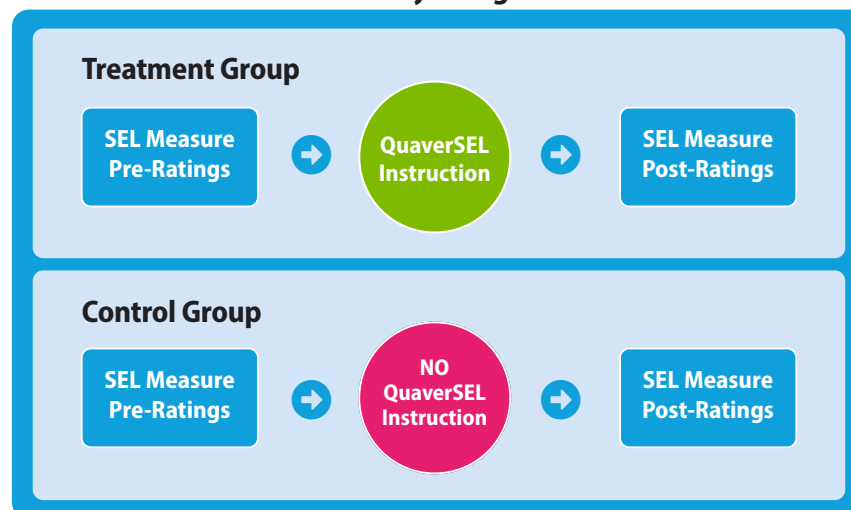 Treatment Group
SEL Measure
Pre-Ratings
QuaverSEL
Instruction
SEL Measure
Post-Ratings
Control Group
SEL Measure
Pre-Ratings
NO
QuaverSEL
Instruction
SEL Measure
Post-Ratings